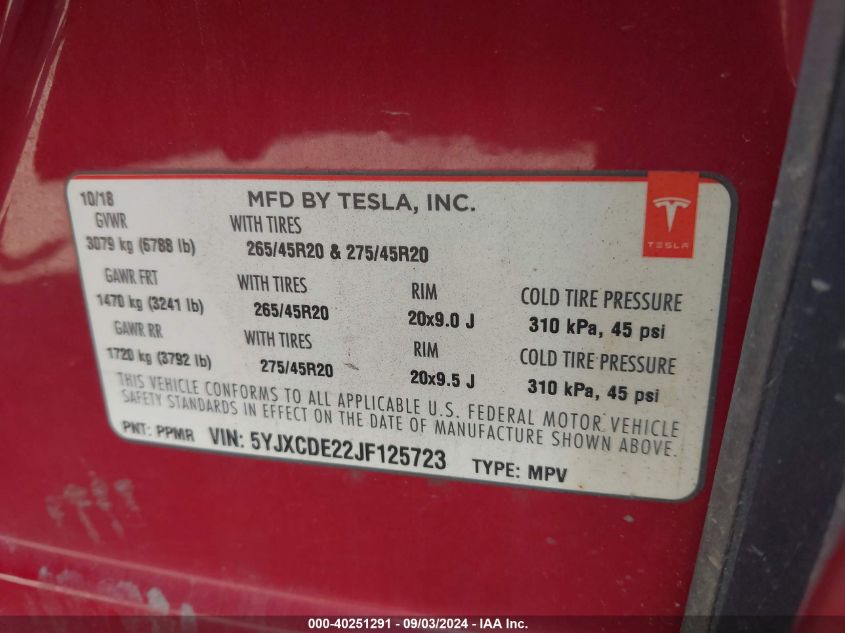 10/18 MFD BY TESLA, INC.
GVWR WITH TIRES
3079 kg (6788 lb) 265/45R20 & 275/45R20
TESLA
GAWR FRT WITH TIRES RIM COLD TIRE PRESSURE
1470 kg (3241 lb) 265/45R20 20x9.0 J 310 kPa, 45 psi
GAWR RR WITH TIRES RIM COLD TIRE PRESSURE
1720 kg (3792 lb) 275/45R20 20x9.5 J 310 kPa, 45 psi
THIS VEHICLE CONFORMS TO ALL APPLICABLE U.S. FEDERAL MOTOR VEHICLE
SAFETY STANDARDS IN EFFECT ON THE DATE OF MANUFACTURE SHOWN ABOVE.
PNT: PPMR VIN: 5YJXCDE22JF125723 TYPE: MPV
000-40251291 - 09/03/2024 - IAA Inc.